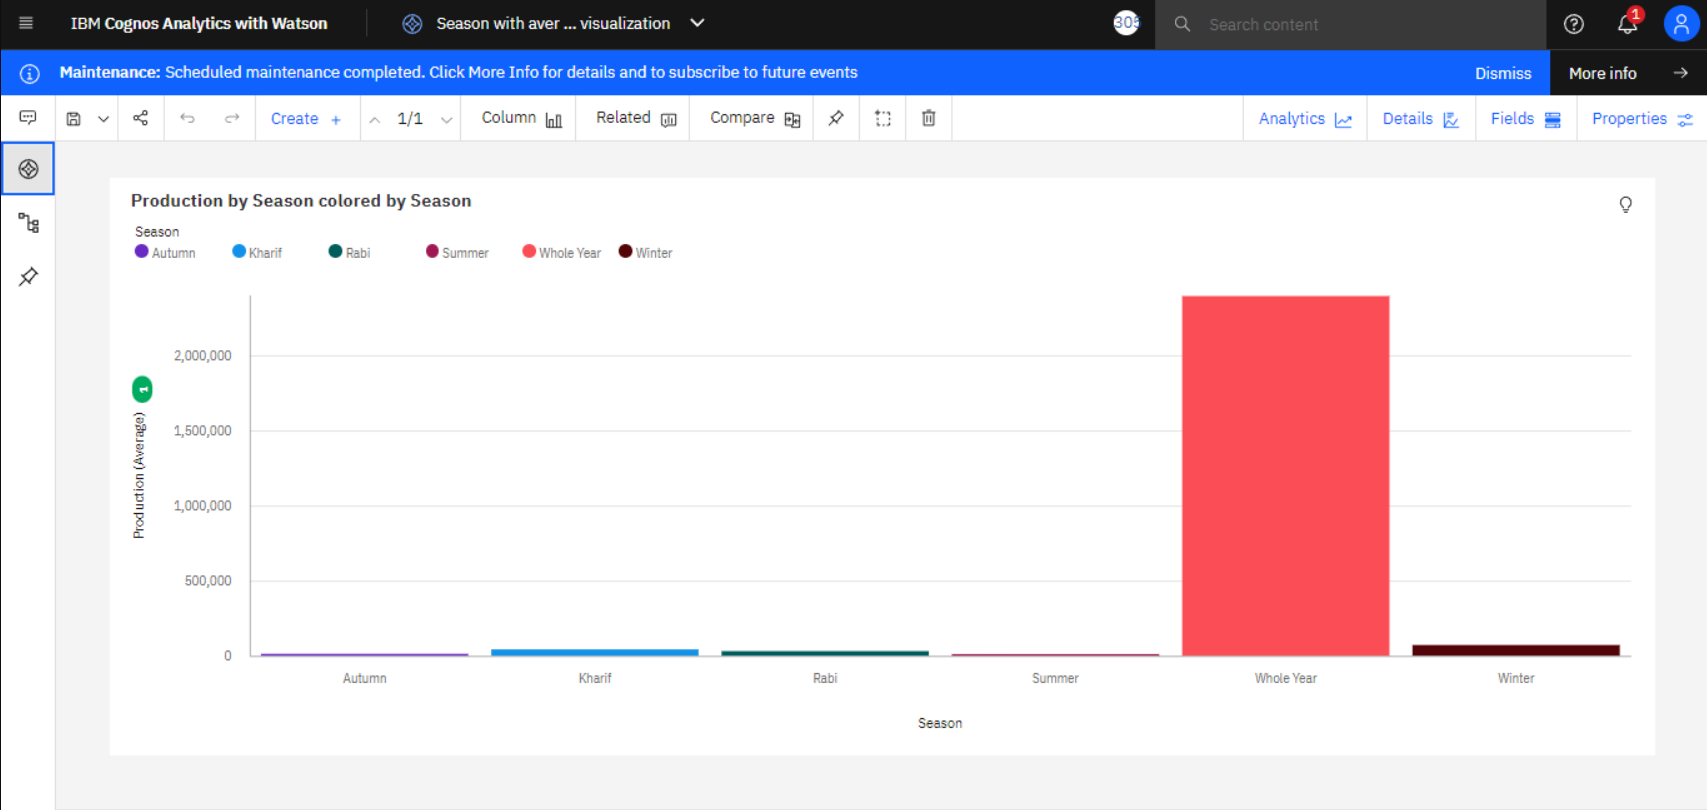 IBM Cognos Analytics with Watson
Season with aver ... visualization
305
Search content
1
Maintenance: Scheduled maintenance completed. Click More Info for details and to subscribe to future events
Dismiss
More info
Create +
1/1
Column
Related
Compare
Analytics
Details
Fields
Properties
Production by Season colored by Season
Season
Autumn
Kharif
Rabi
Summer
Whole Year
Winter
2,000,000
1,500,000
1,000,000
500,000
0
Production (Average)
1
Autumn
Kharif
Rabi
Summer
Whole Year
Winter
Season